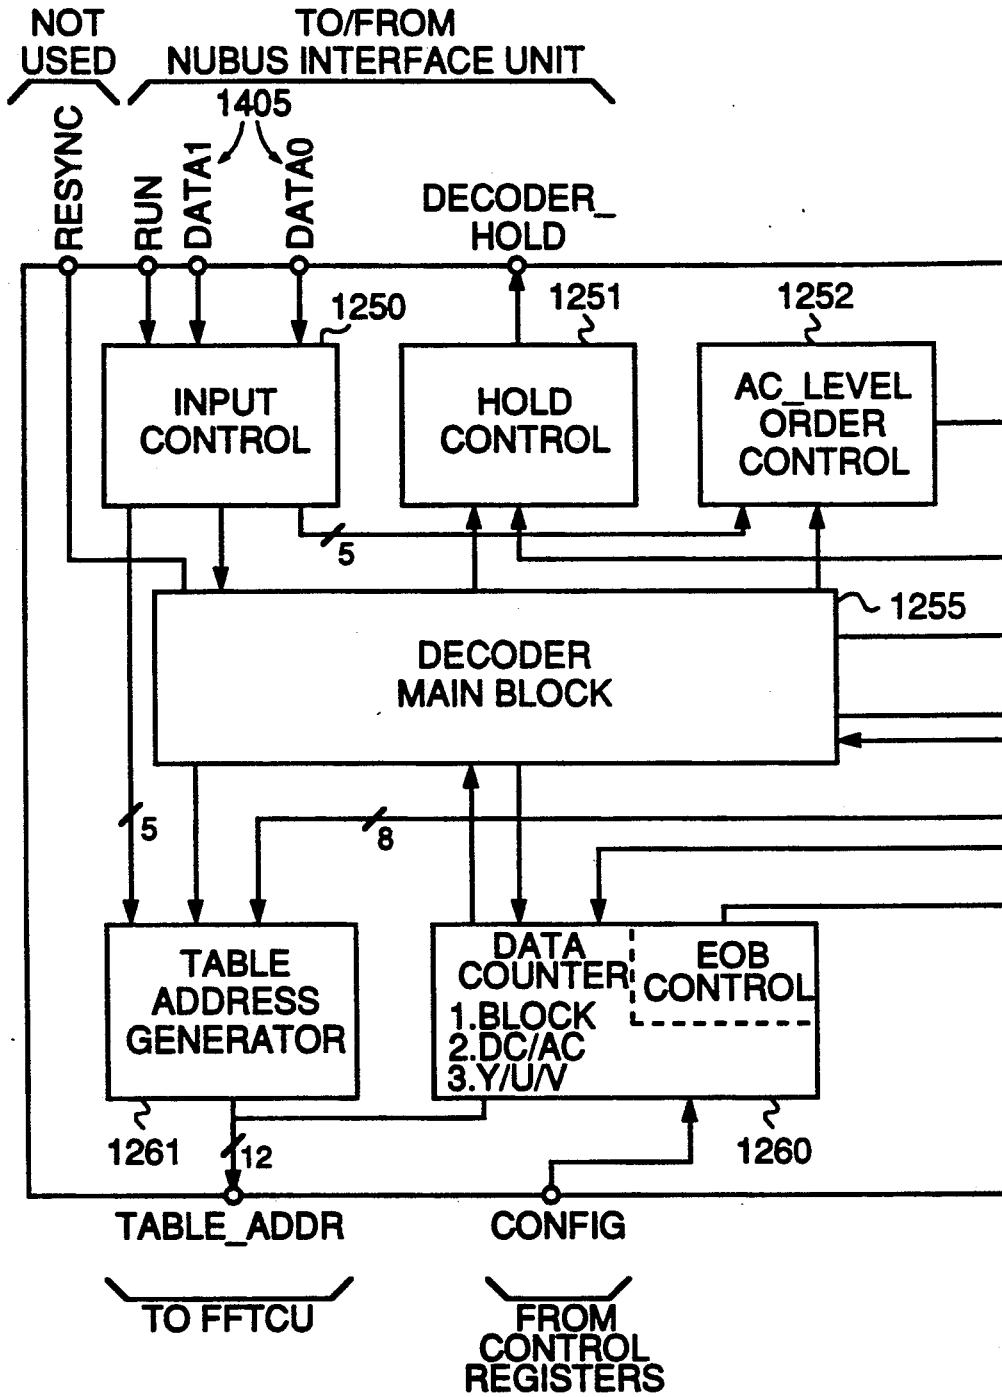 NOT
USED
TO/FROM
NUBUS INTERFACE UNIT
1405
RESYNC
RUN
DATA1
DATA0
DECODER_
HOLD
1250
1251
1252
INPUT
CONTROL
HOLD
CONTROL
AC_LEVEL
ORDER
CONTROL
5
1255
DECODER
MAIN BLOCK
5
8
TABLE
ADDRESS
GENERATOR
DATA
COUNTER
1.BLOCK
2.DC/AC
3.Y/U/V
EOB
CONTROL
1261
12
1260
TABLE_ADDR
CONFIG
TO FFTCU
FROM
CONTROL
REGISTERS